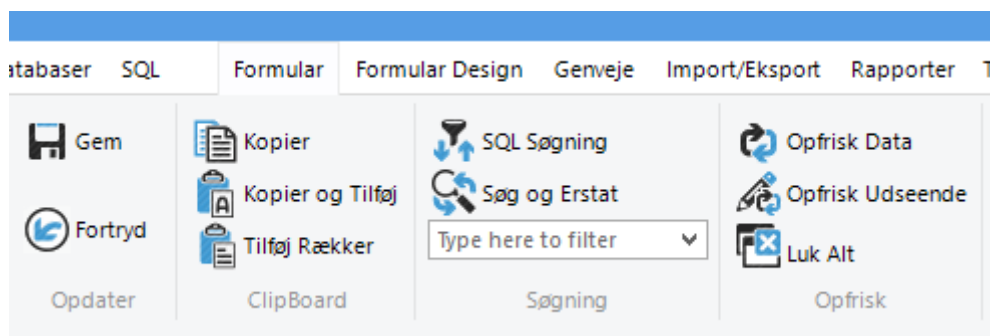 atabaser SQL Formular Formular Design Genveje Import/Eksport Rapporter
Gem Kopier SQL Søgning Opfrisk Data
Kopier og Tilføj Søg og Erstat Opfrisk Udseende
Fortryd Tilføj Rækker Type here to filter Luk Alt
Opdater ClipBoard Søgning Opfrisk